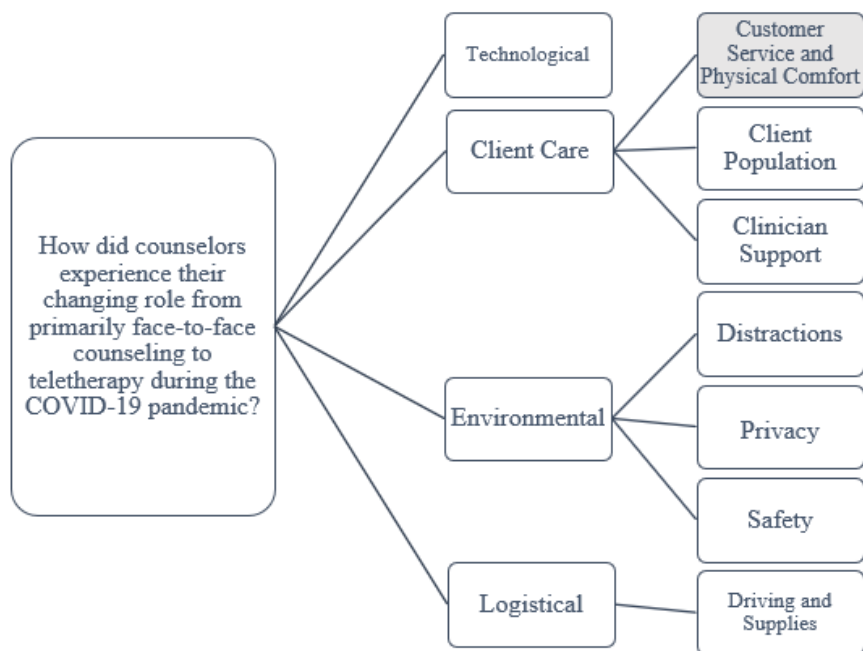 How did counselors
experience their
changing role from
primarily face-to-face
counseling to
teletherapy during the
COVID-19 pandemic?
Technological
Client Care
Environmental
Logistical
Customer
Service and
Physical Comfort
Client
Population
Clinician
Support
Distractions
Privacy
Safety
Driving and
Supplies